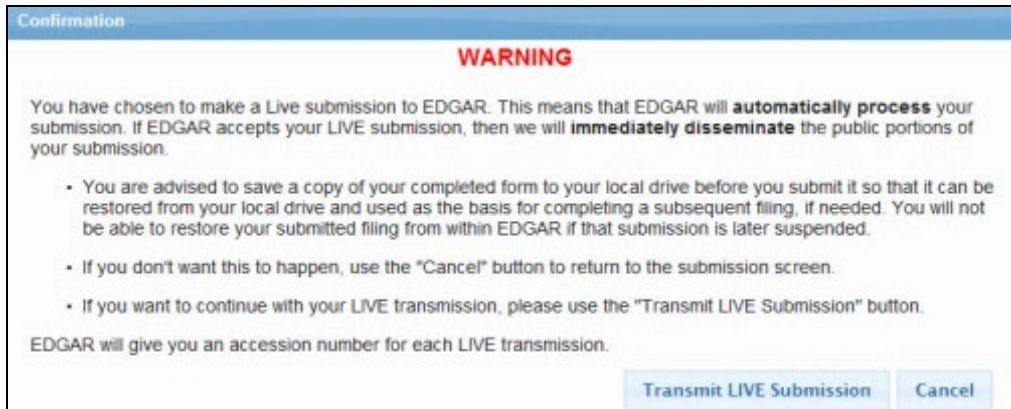 Confirmation
WARNING
You have chosen to make a Live submission to EDGAR. This means that EDGAR will automatically process your
submission. If EDGAR accepts your LIVE submission, then we will immediately disseminate the public portions of
your submission.
• You are advised to save a copy of your completed form to your local drive before you submit it so that it can be
restored from your local drive and used as the basis for completing a subsequent filing, if needed. You will not
be able to restore your submitted filing from within EDGAR if that submission is later suspended.
• If you don't want this to happen, use the "Cancel" button to return to the submission screen.
• If you want to continue with your LIVE transmission, please use the "Transmit LIVE Submission" button.
EDGAR will give you an accession number for each LIVE transmission.
Transmit LIVE Submission Cancel